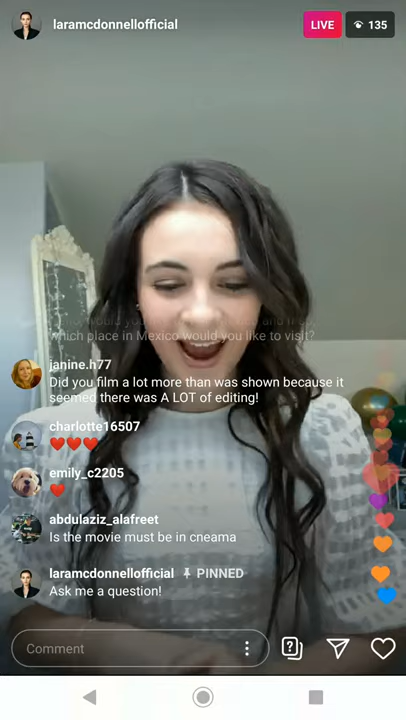 laramcdonnellofficial
LIVE
135
which place in Mexico would you like to visit?
janine.h77
Did you film a lot more than was shown because it
seemed there was A LOT of editing!
charlotte16507
❤️❤️❤️
emily_c2205
❤️
abdulaziz_alafreet
Is the movie must be in cneama
laramcdonnellofficial PINNED
Ask me a question!
Comment